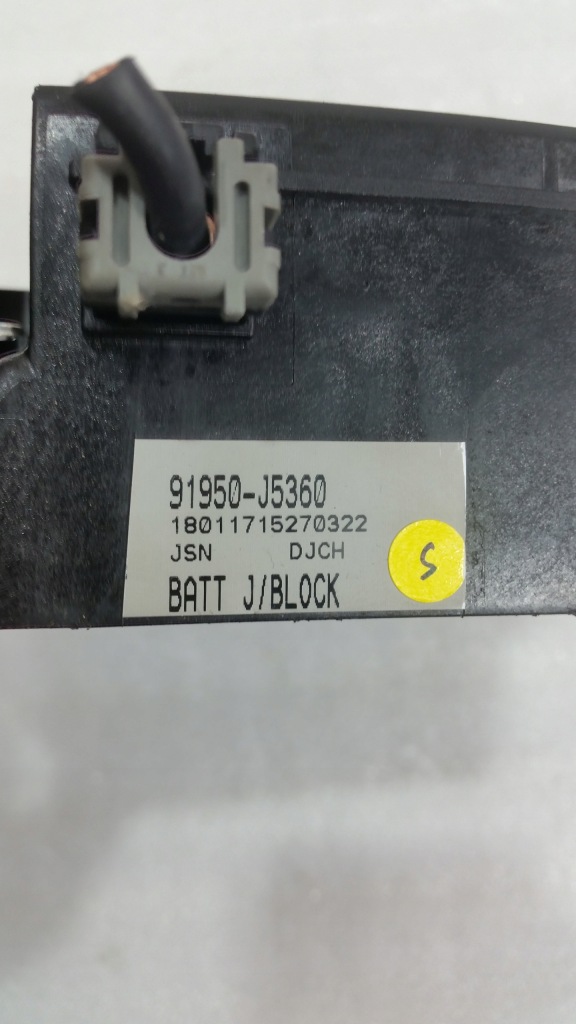 91950-J5360
18011715270322
JSN DJCH
BATT J/BLOCK
S